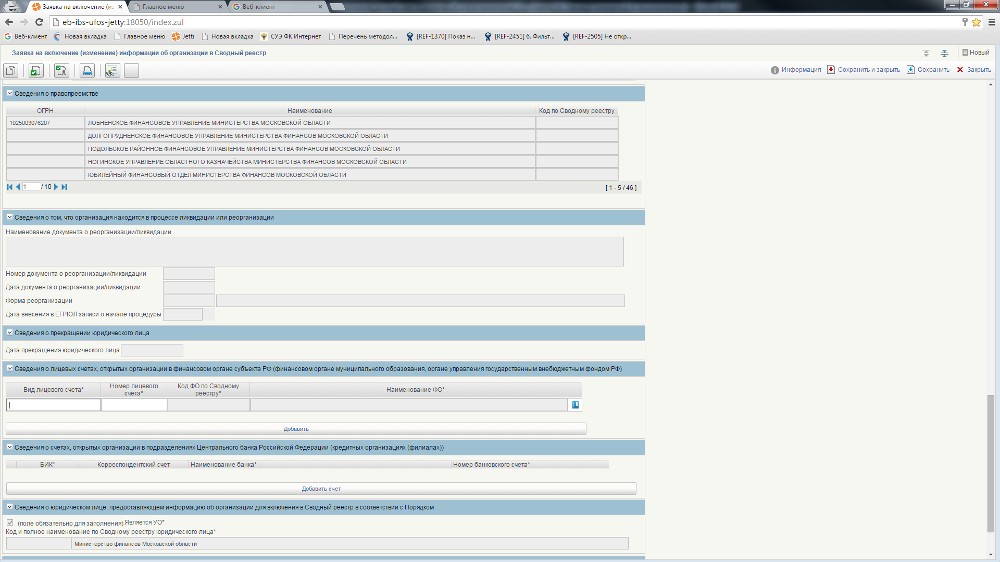 Заявка на включение (из
Главное меню
Веб-клиент
eb-ibs-ufos-jetty:18050/index.zul
Веб-клиент
Новая вкладка
Главное меню
Jetti
Новая вкладка
СУЭ ФК Интернет
Перечень методол...
[REF-1370] Показ н...
[REF-2451] 6. Фильт...
[REF-2505] Не откр...
Заявка на включение (изменение) информации об организации в Сводный реестр
Новый
Информация
Сохранить и закрыть
Сохранить
Закрыть
Сведения о правопреемстве
ОГРН
Наименование
Код по Сводному реестру
1025003076207
ЛОБНЕНСКОЕ ФИНАНСОВОЕ УПРАВЛЕНИЕ МИНИСТЕРСТВА МОСКОВСКОЙ ОБЛАСТИ
ДОЛГОПРУДНЕНСКОЕ ФИНАНСОВОЕ УПРАВЛЕНИЕ МИНИСТЕРСТВА ФИНАНСОВ МОСКОВСКОЙ ОБЛАСТИ
ПОДОЛЬСКОЕ РАЙОННОЕ ФИНАНСОВОЕ УПРАВЛЕНИЕ МИНИСТЕРСТВА ФИНАНСОВ МОСКОВСКОЙ ОБЛАСТИ
НОГИНСКОЕ УПРАВЛЕНИЕ ОБЛАСТНОГО КАЗНАЧЕЙСТВА МИНИСТЕРСТВА ФИНАНСОВ МОСКОВСКОЙ ОБЛАСТИ
ЮБИЛЕЙНЫЙ ФИНАНСОВЫЙ ОТДЕЛ МИНИСТЕРСТВА ФИНАНСОВ МОСКОВСКОЙ ОБЛАСТИ
1 / 10
[ 1 - 5 / 46 ]
Сведения о том, что организация находится в процессе ликвидации или реорганизации
Наименование документа о реорганизации/ликвидации
Номер документа о реорганизации/ликвидации
Дата документа о реорганизации/ликвидации
Форма реорганизации
Дата внесения в ЕГРЮЛ записи о начале процедуры
Сведения о прекращении юридического лица
Дата прекращения юридического лица
Сведения о лицевых счетах, открытых организации в финансовом органе субъекта РФ (финансовом органе муниципального образования, органе управления государственным внебюджетным фондом РФ)
Вид лицевого счета*
Номер лицевого
счета*
Код ФО по Сводному
реестру*
Наименование ФО*
Добавить
Сведения о счетах, открытых организации в подразделениях Центрального банка Российской Федерации (кредитных организациях (филиалах))
БИК*
Корреспондентский счет
Наименование банка*
Номер банковского счета*
Добавить счет
Сведения о юридическом лице, предоставляющем информацию об организации для включения в Сводный реестр в соответствии с Порядком
(поле обязательно для заполнения) Является УО*
Код и полное наименование по Сводному реестру юридического лица*
Министерство финансов Московской области